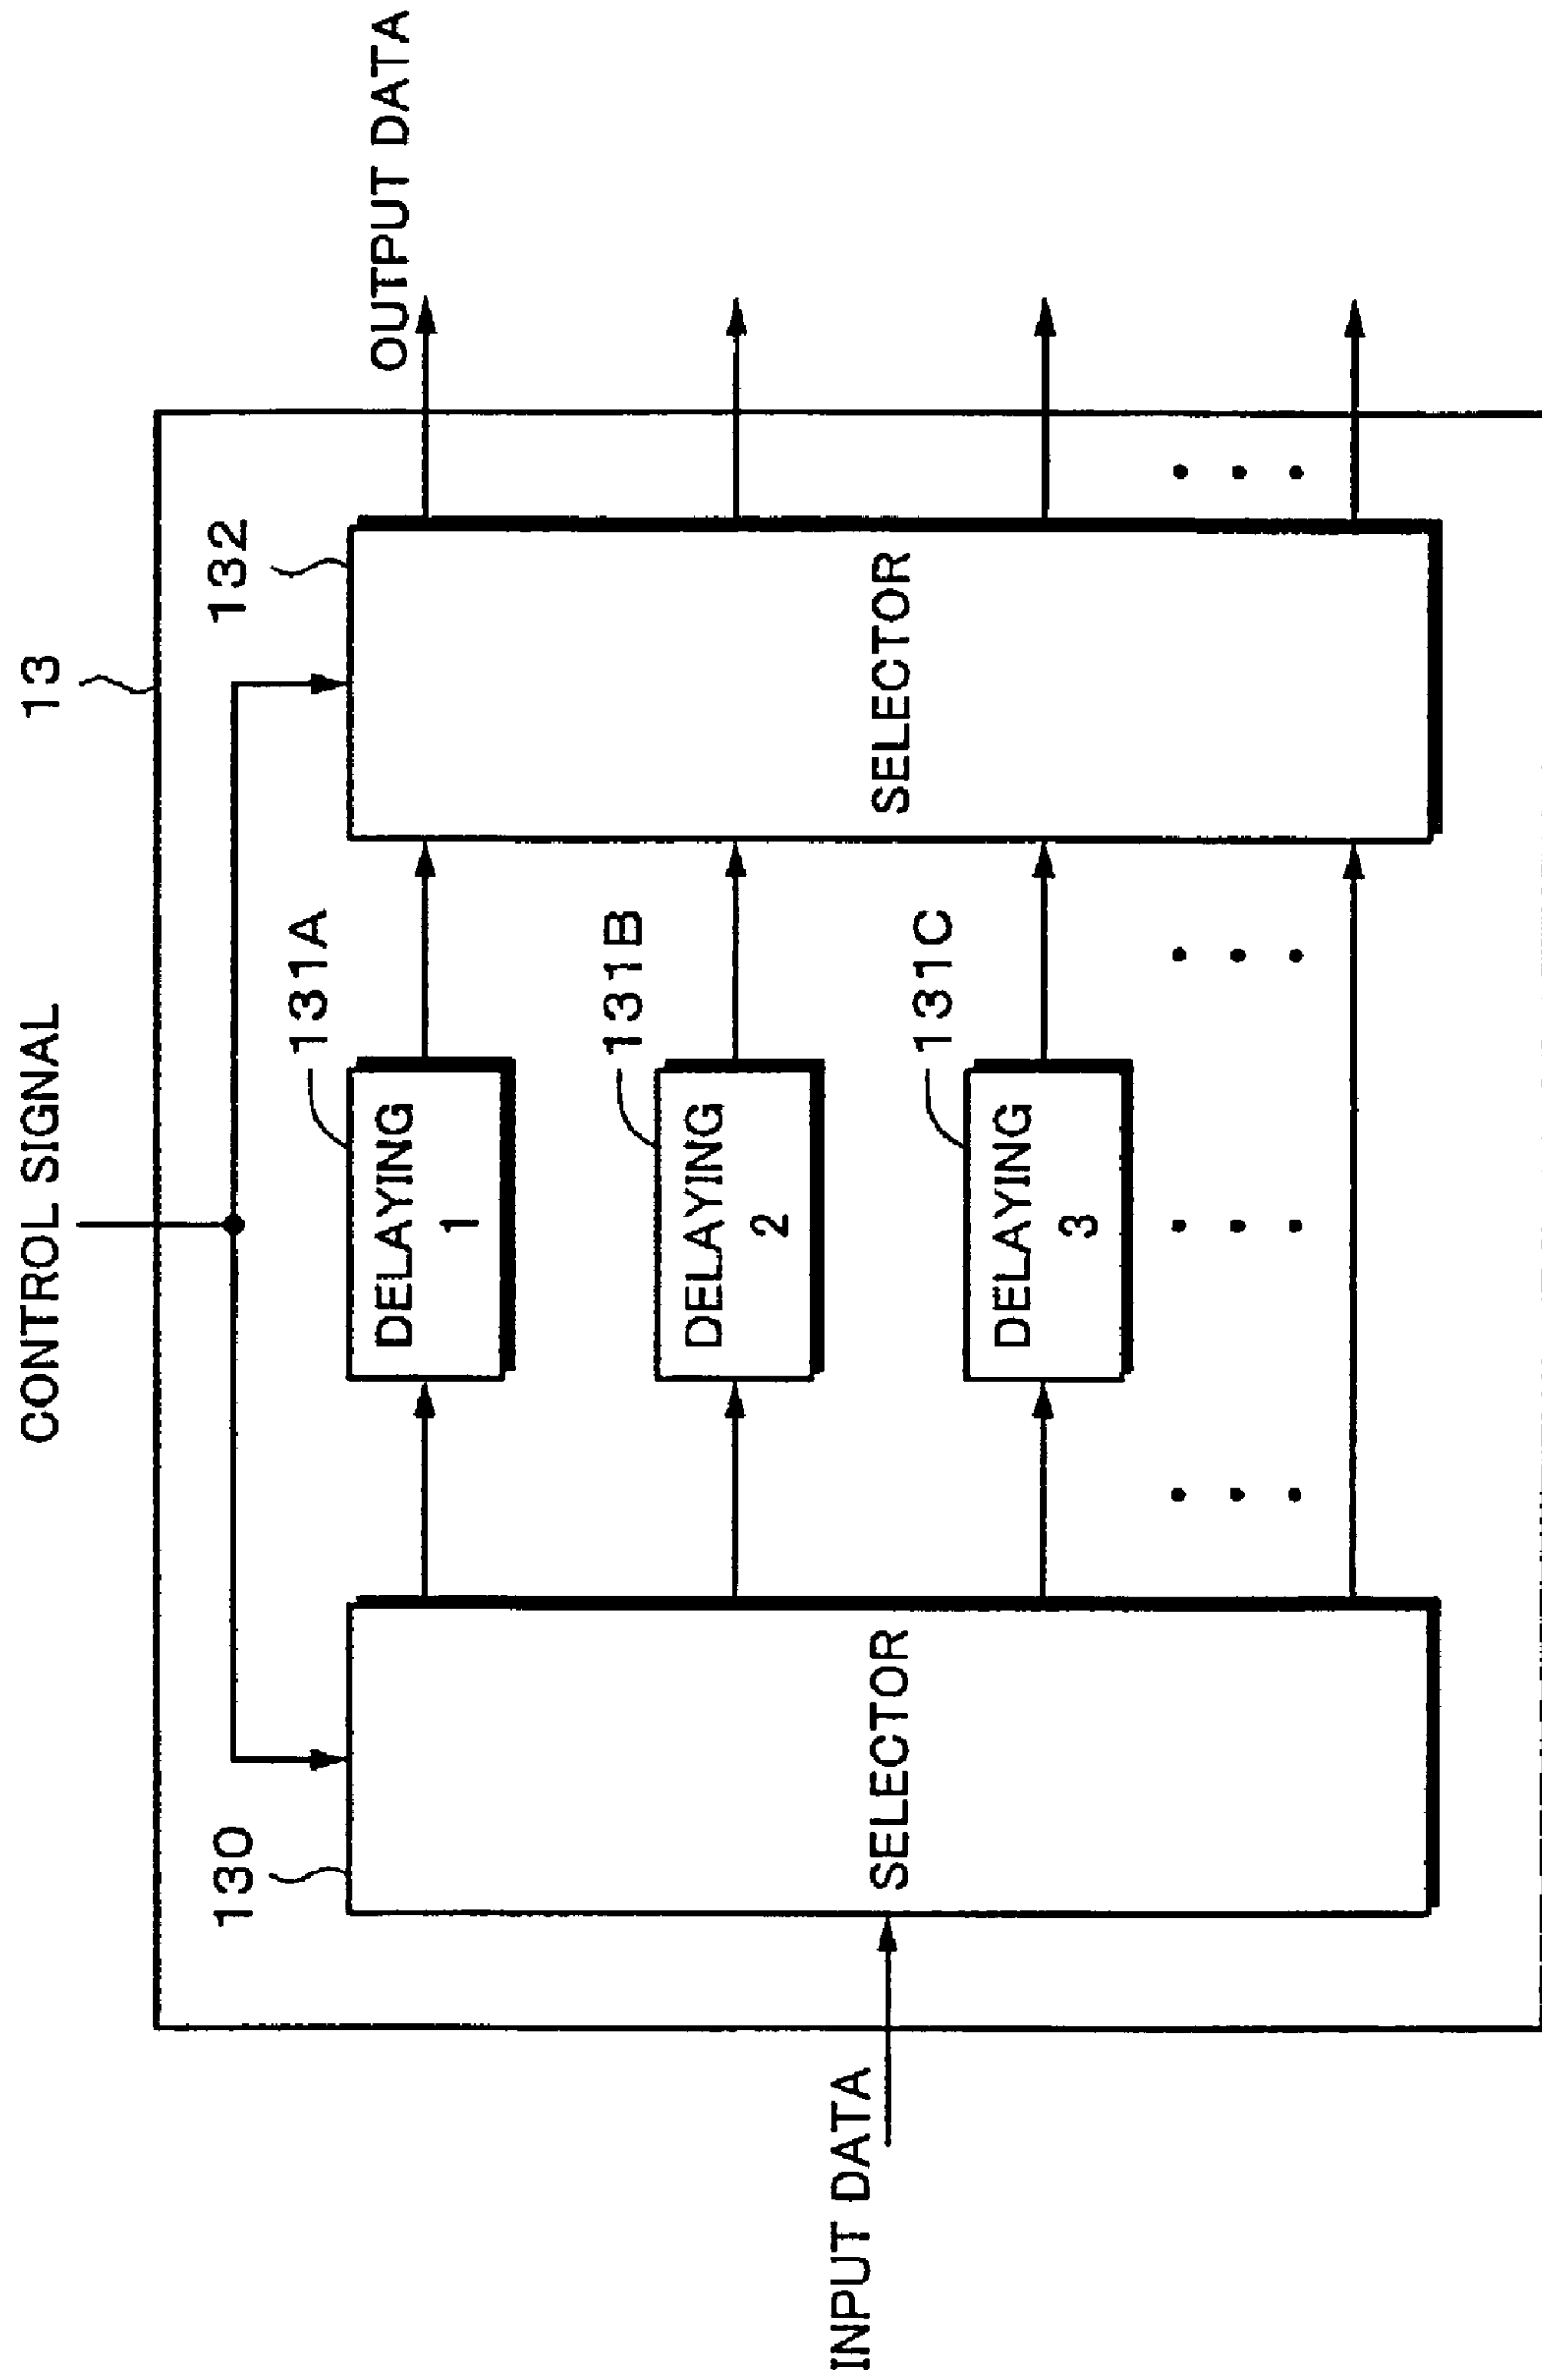 CONTROL SIGNAL
13
130
131A
132
OUTPUT DATA
DELAYING
1
131B
DELAYING
2
INPUT DATA
SELECTOR
SELECTOR
131C
DELAYING
3